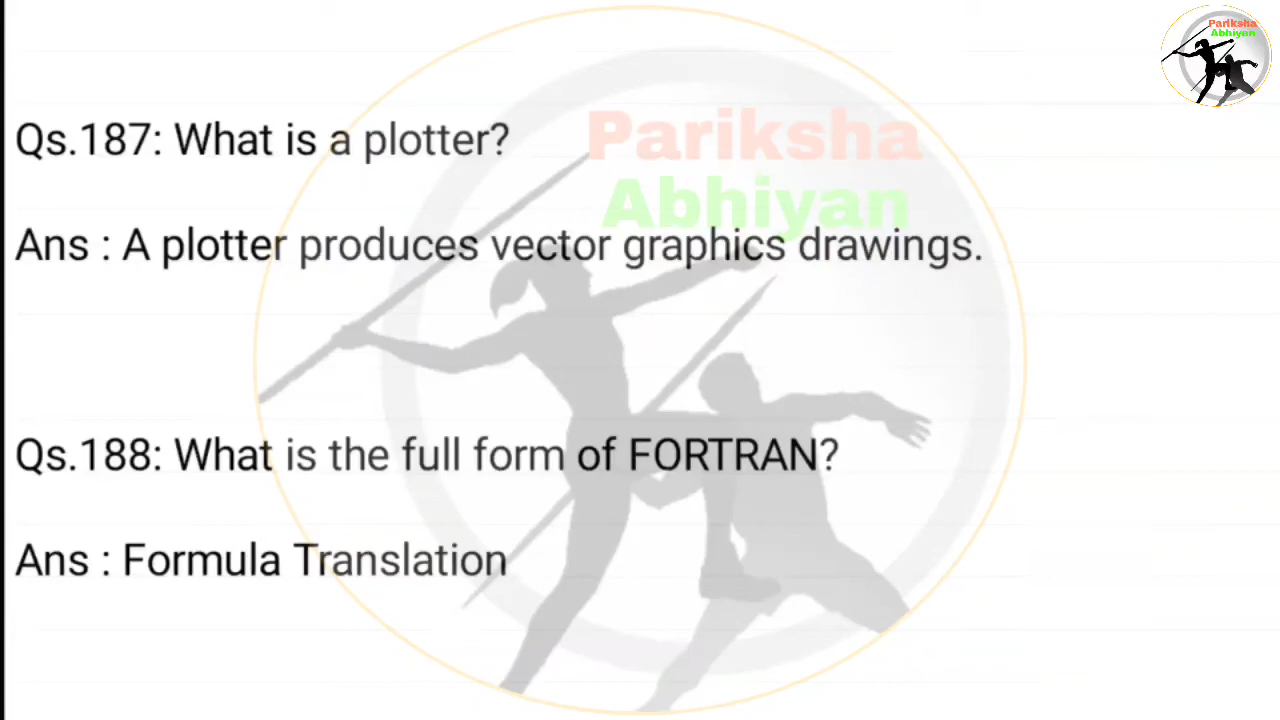 Pariksha
Abhiyan
Pariksha
Abhiyan
Qs.187: What is a plotter?
Ans : A plotter produces vector graphics drawings.
Qs.188: What is the full form of FORTRAN?
Ans : Formula Translation